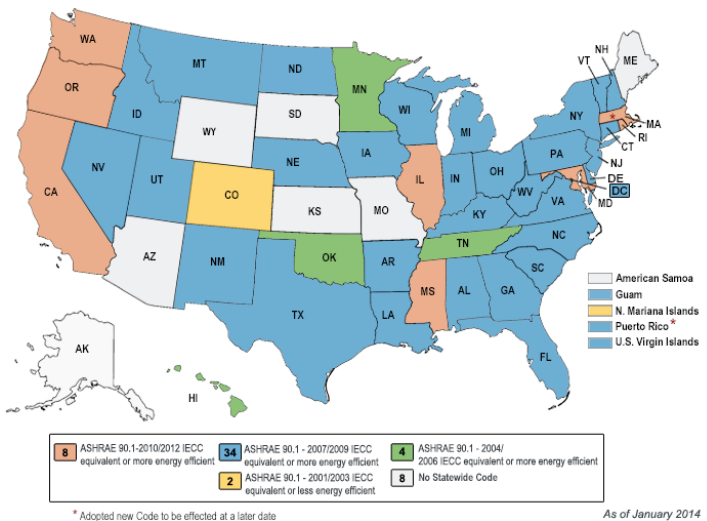 WA
OR
CA
NV
ID
MT
WY
UT
CO
AZ
NM
ND
SD
NE
KS
OK
TX
MN
IA
MO
AR
LA
WI
IL
MS
MI
IN
OH
KY
TN
AL
GA
FL
SC
NC
VA
WV
PA
NY
VT
NH
ME
* MA
RI
CT
NJ
DE
DC
MD
AK
HI
American Samoa
Guam
N. Mariana Islands
Puerto Rico *
U.S. Virgin Islands
8 ASHRAE 90.1-2010/2012 IECC
equivalent or more energy efficient
34 ASHRAE 90.1 - 2007/2009 IECC
equivalent or more energy efficient
2 ASHRAE 90.1 - 2001/2003 IECC
equivalent or less energy efficient
4 ASHRAE 90.1 - 2004/
2006 IECC equivalent or more energy efficient
8 No Statewide Code
* Adopted new Code to be effected at a later date
As of January 2014